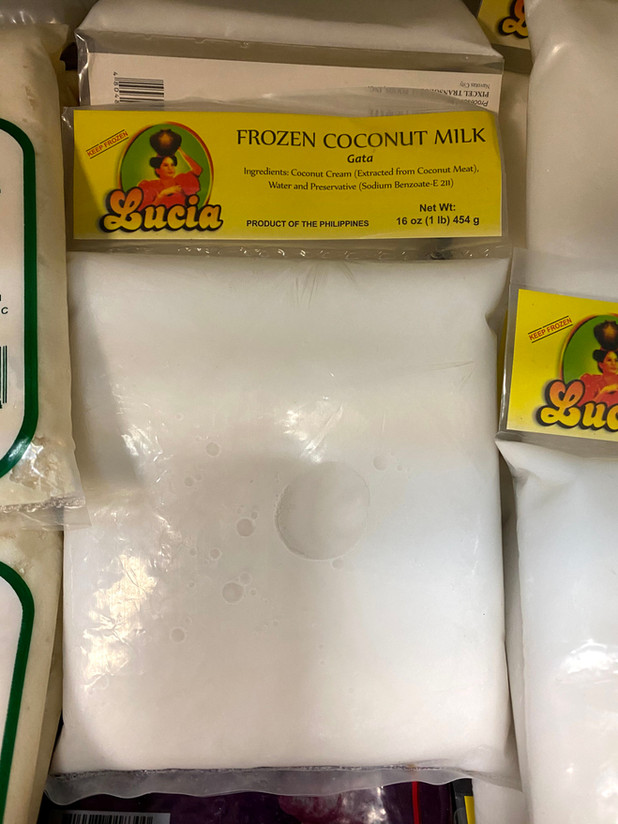 KEEP FROZEN
Lucia
FROZEN COCONUT MILK
Gata
Ingredients: Coconut Cream (Extracted from Coconut Meat),
Water and Preservative (Sodium Benzoate-E 211)
Net Wt:
16 oz (1 lb) 454 g
PRODUCT OF THE PHILIPPINES
KEEP FROZEN
Luc
C